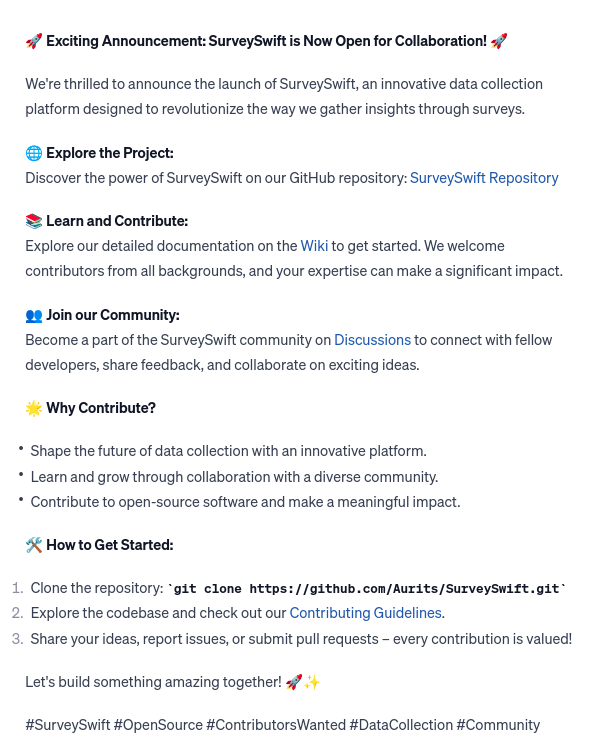 🚀 Exciting Announcement: SurveySwift is Now Open for Collaboration! 🚀
We're thrilled to announce the launch of SurveySwift, an innovative data collection
platform designed to revolutionize the way we gather insights through surveys.
🌐 Explore the Project:
Discover the power of SurveySwift on our GitHub repository: SurveySwift Repository
📚 Learn and Contribute:
Explore our detailed documentation on the Wiki to get started. We welcome
contributors from all backgrounds, and your expertise can make a significant impact.
👥 Join our Community:
Become a part of the SurveySwift community on Discussions to connect with fellow
developers, share feedback, and collaborate on exciting ideas.
🌟 Why Contribute?
• Shape the future of data collection with an innovative platform.
• Learn and grow through collaboration with a diverse community.
• Contribute to open-source software and make a meaningful impact.
🛠️ How to Get Started:
1. Clone the repository: `git clone https://github.com/Aurits/SurveySwift.git`
2. Explore the codebase and check out our Contributing Guidelines.
3. Share your ideas, report issues, or submit pull requests – every contribution is valued!
Let's build something amazing together! 🚀✨
#SurveySwift #OpenSource #ContributorsWanted #DataCollection #Community